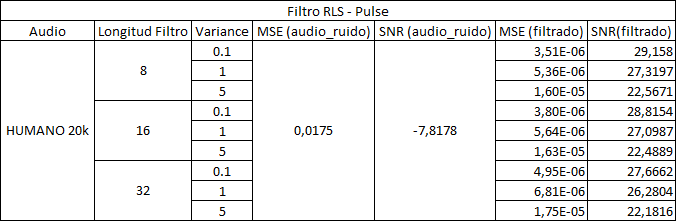 Filtro RLS - Pulse
Audio Longitud Filtro Variance MSE (audio_ruido) SNR (audio_ruido) MSE (filtrado) SNR(filtrado)
HUMANO 20k 8 0.1 0,0175 -7,8178 3,51E-06 29,158
1 5,36E-06 27,3197
5 1,60E-05 22,5671
16 0.1 3,80E-06 28,8154
1 5,64E-06 27,0987
5 1,63E-05 22,4889
32 0.1 4,95E-06 27,6662
1 6,81E-06 26,2804
5 1,75E-05 22,1816